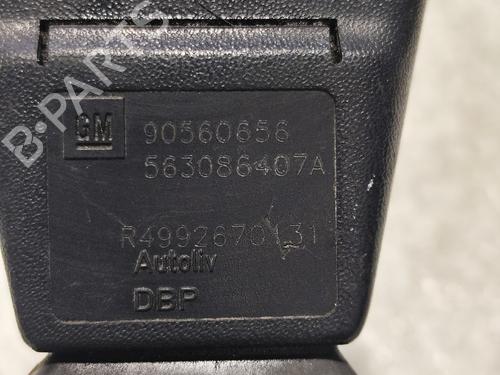 GM
90560656
563086407A
R4992670131
Autoliv
DBP
B-PARTS